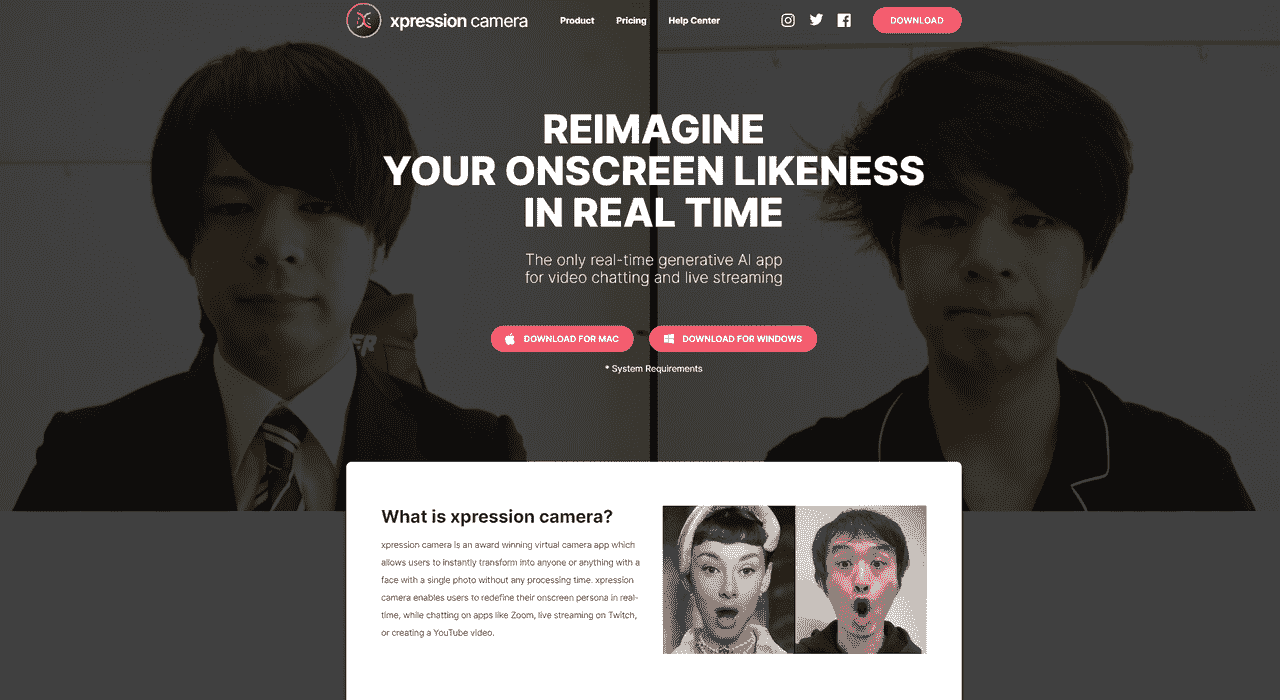 xpression camera
Product
Pricing
Help Center
DOWNLOAD
REIMAGINE
YOUR ONSCREEN LIKENESS
IN REAL TIME
The only real-time generative AI app
for video chatting and live streaming
DOWNLOAD FOR MAC
DOWNLOAD FOR WINDOWS
* System Requirements
What is xpression camera?
xpression camera is an award winning virtual camera app which
allows users to instantly transform into anyone or anything with a
face with a single photo without any processing time. xpression
camera enables users to redefine their onscreen persona in real-
time, while chatting on apps like Zoom, live streaming on Twitch,
or creating a YouTube video.